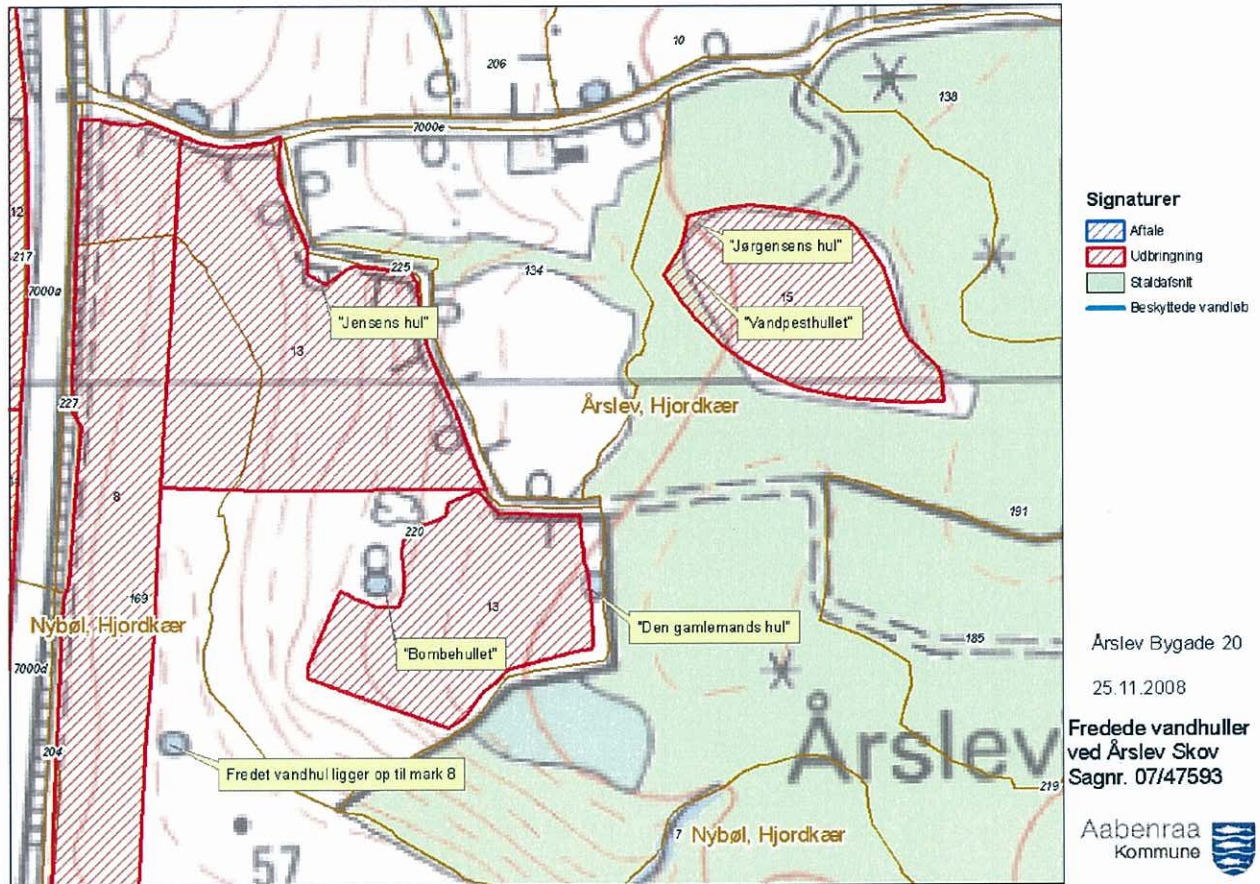 10
206
138
7000e
12
217
7000a
225
134
"Jørgensens hul"
15
"Jensens hul"
"Vandpesthullet"
13
227
Årslev, Hjordkær
8
220
191
13
169
Nybøl, Hjordkær
"Den gamlemands hul"
"Bombehullet"
7000d
185
204
Fredet vandhul ligger op til mark 8
Årslev
219
7
Nybøl, Hjordkær
57
Signaturer
Aftale
Udbringning
Staldafsnit
Beskyttede vandløb
Årslev Bygade 20
25.11.2008
Fredede vandhuller
ved Årslev Skov
Sagnr. 07/47593
Aabenraa
Kommune